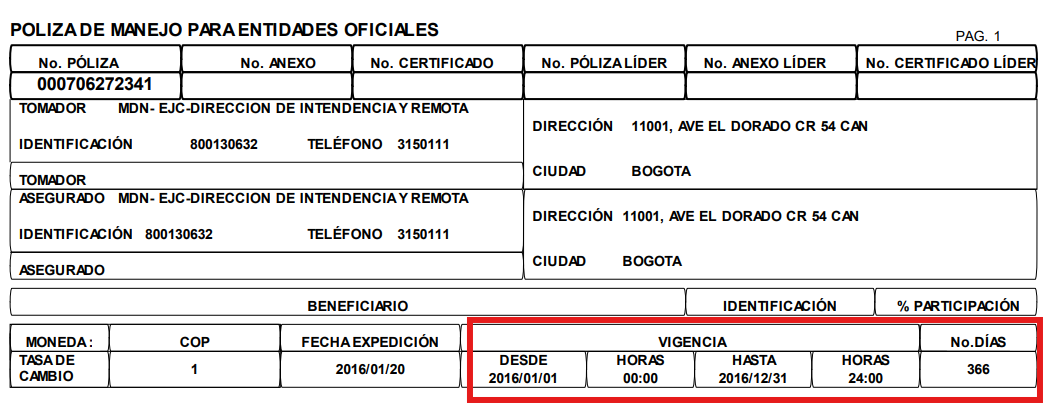 POLIZA DE MANEJO PARA ENTIDADES OFICIALES
PAG. 1
No. PÓLIZA No. ANEXO No. CERTIFICADO No. PÓLIZA LÍDER No. ANEXO LÍDER No. CERTIFICADO LÍDER
000706272341
TOMADOR MDN- EJC-DIRECCION DE INTENDENCIA Y REMOTA
DIRECCIÓN 11001, AVE EL DORADO CR 54 CAN
IDENTIFICACIÓN 800130632 TELÉFONO 3150111
CIUDAD BOGOTA
TOMADOR
ASEGURADO MDN- EJC-DIRECCION DE INTENDENCIA Y REMOTA
DIRECCIÓN 11001, AVE EL DORADO CR 54 CAN
IDENTIFICACIÓN 800130632 TELÉFONO 3150111
CIUDAD BOGOTA
ASEGURADO
BENEFICIARIO IDENTIFICACIÓN % PARTICIPACIÓN
MONEDA : COP FECHA EXPEDICIÓN VIGENCIA No.DÍAS
TASA DE CAMBIO 1 2016/01/20 DESDE HORAS HASTA HORAS 366
2016/01/01 00:00 2016/12/31 24:00